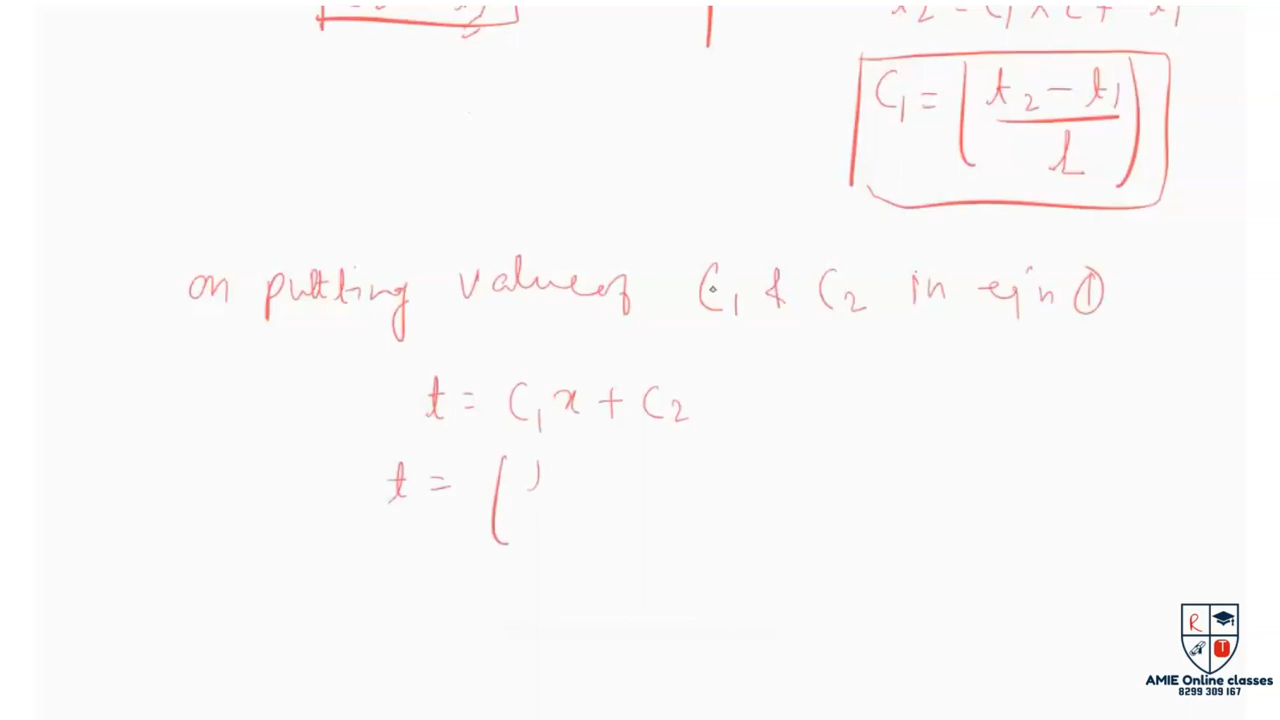 C₁ = (t₂ - t₁ / L)
on putting value of C₁ & C₂ in eqn ①
t = C₁x + C₂
t = (
R
T
AMIE Online classes
8299 309 167